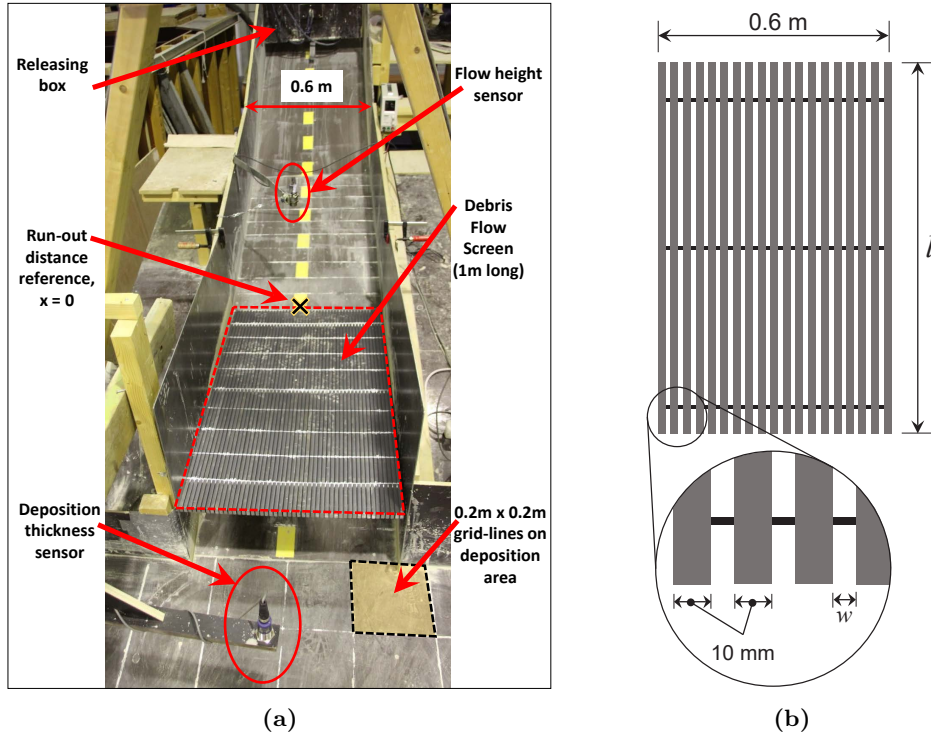 Releasing
box
0.6 m
Flow height
sensor
Run-out
distance
reference,
x = 0
Debris
Flow
Screen
(1m long)
Deposition
thickness
sensor
0.2m x 0.2m
grid-lines on
deposition
area
(a)
0.6 m
l
w
10 mm
(b)